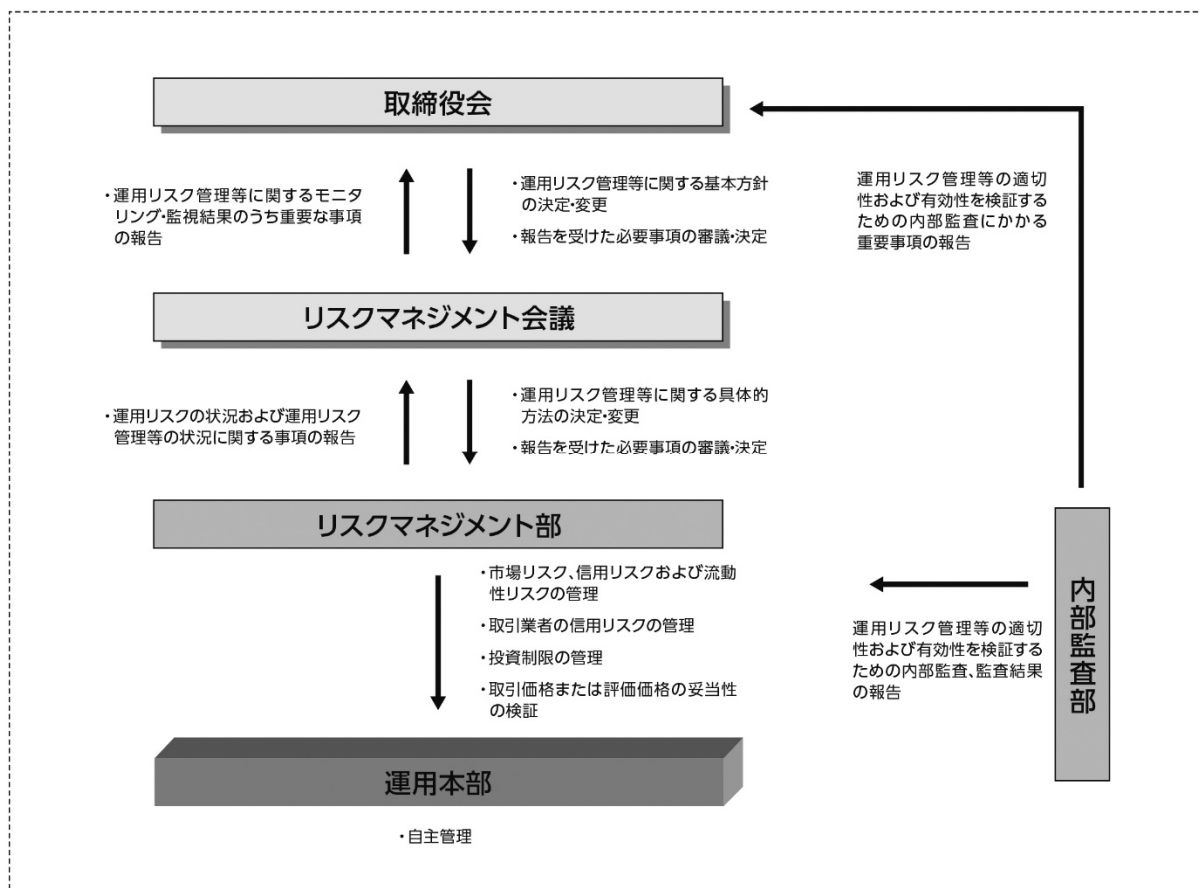 取締役会
・運用リスク管理等に関するモニタ
リング・監視結果のうち重要な事項
の報告
・運用リスク管理等に関する基本方針
の決定・変更
・報告を受けた必要事項の審議・決定
運用リスク管理等の適切
性および有効性を検証する
ための内部監査にかかる
重要事項の報告
リスクマネジメント会議
・運用リスクの状況および運用リスク
管理等の状況に関する事項の報告
・運用リスク管理等に関する具体的
方法の決定・変更
・報告を受けた必要事項の審議・決定
リスクマネジメント部
・市場リスク、信用リスクおよび流動
性リスクの管理
・取引業者の信用リスクの管理
・投資制限の管理
・取引価格または評価価格の妥当性
の検証
運用リスク管理等の適切
性および有効性を検証する
ための内部監査、監査結果
の報告
内部監査部
運用本部
・自主管理